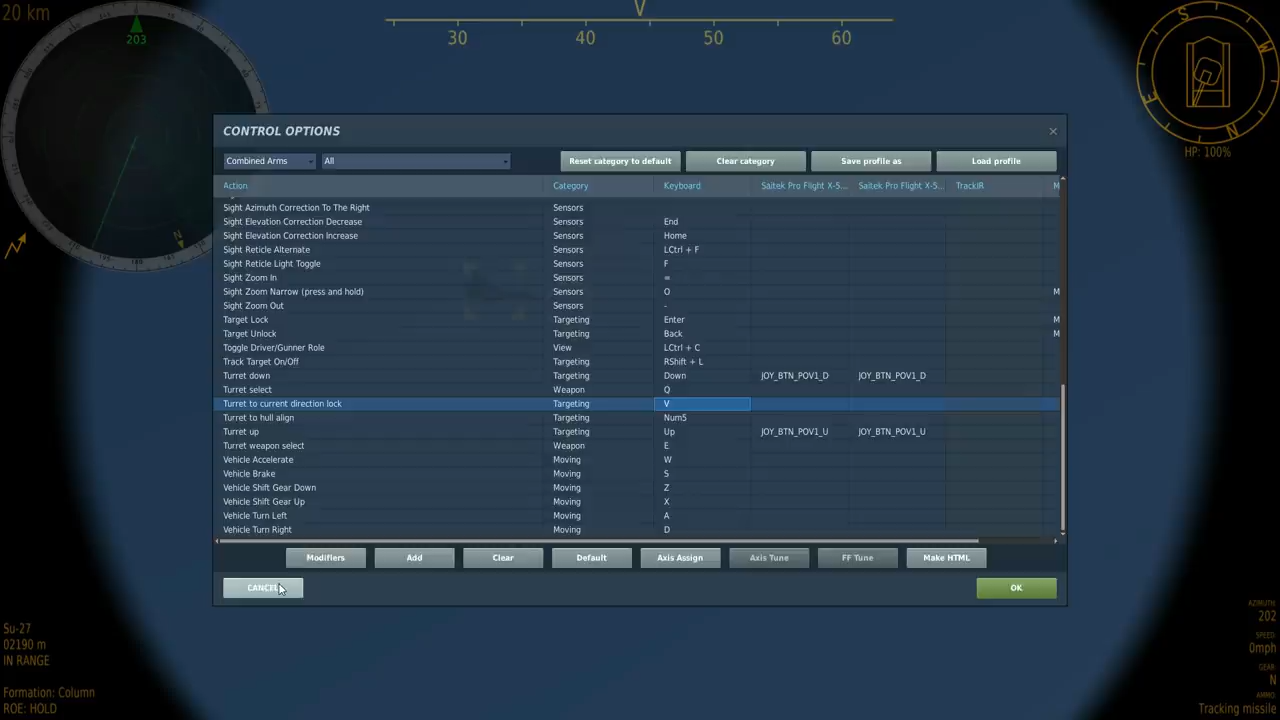 20 km
203
V
30 40 50 60
S
W
E
N
HP: 100%
CONTROL OPTIONS
Combined Arms All Reset category to default Clear category Save profile as Load profile
Action Category Keyboard Saitek Pro Flight X-5... Saitek Pro Flight X-5... TrackIR M
Sight Azimuth Correction To The Right Sensors
Sight Elevation Correction Decrease Sensors End
Sight Elevation Correction Increase Sensors Home
Sight Reticle Alternate Sensors LCtrl + F
Sight Reticle Light Toggle Sensors F
Sight Zoom In Sensors =
Sight Zoom Narrow (press and hold) Sensors O M
Sight Zoom Out Sensors -
Target Lock Targeting Enter M
Target Unlock Targeting Back M
Toggle Driver/Gunner Role View LCtrl + C
Track Target On/Off Targeting RShift + L
Turret down Targeting Down JOY_BTN_POV1_D JOY_BTN_POV1_D
Turret select Weapon Q
Turret to current direction lock Targeting V
Turret to hull align Targeting Num5
Turret up Targeting Up JOY_BTN_POV1_U JOY_BTN_POV1_U
Turret weapon select Weapon E
Vehicle Accelerate Moving W
Vehicle Brake Moving S
Vehicle Shift Gear Down Moving Z
Vehicle Shift Gear Up Moving X
Vehicle Turn Left Moving A
Vehicle Turn Right Moving D
Modifiers Add Clear Default Axis Assign Axis Tune FF Tune Make HTML
CANCEL OK
Su-27
02190 m
IN RANGE
Formation: Column
ROE: HOLD
AZIMUTH:
202
SPEED
0mph
GEAR
N
AMMO
Tracking missile